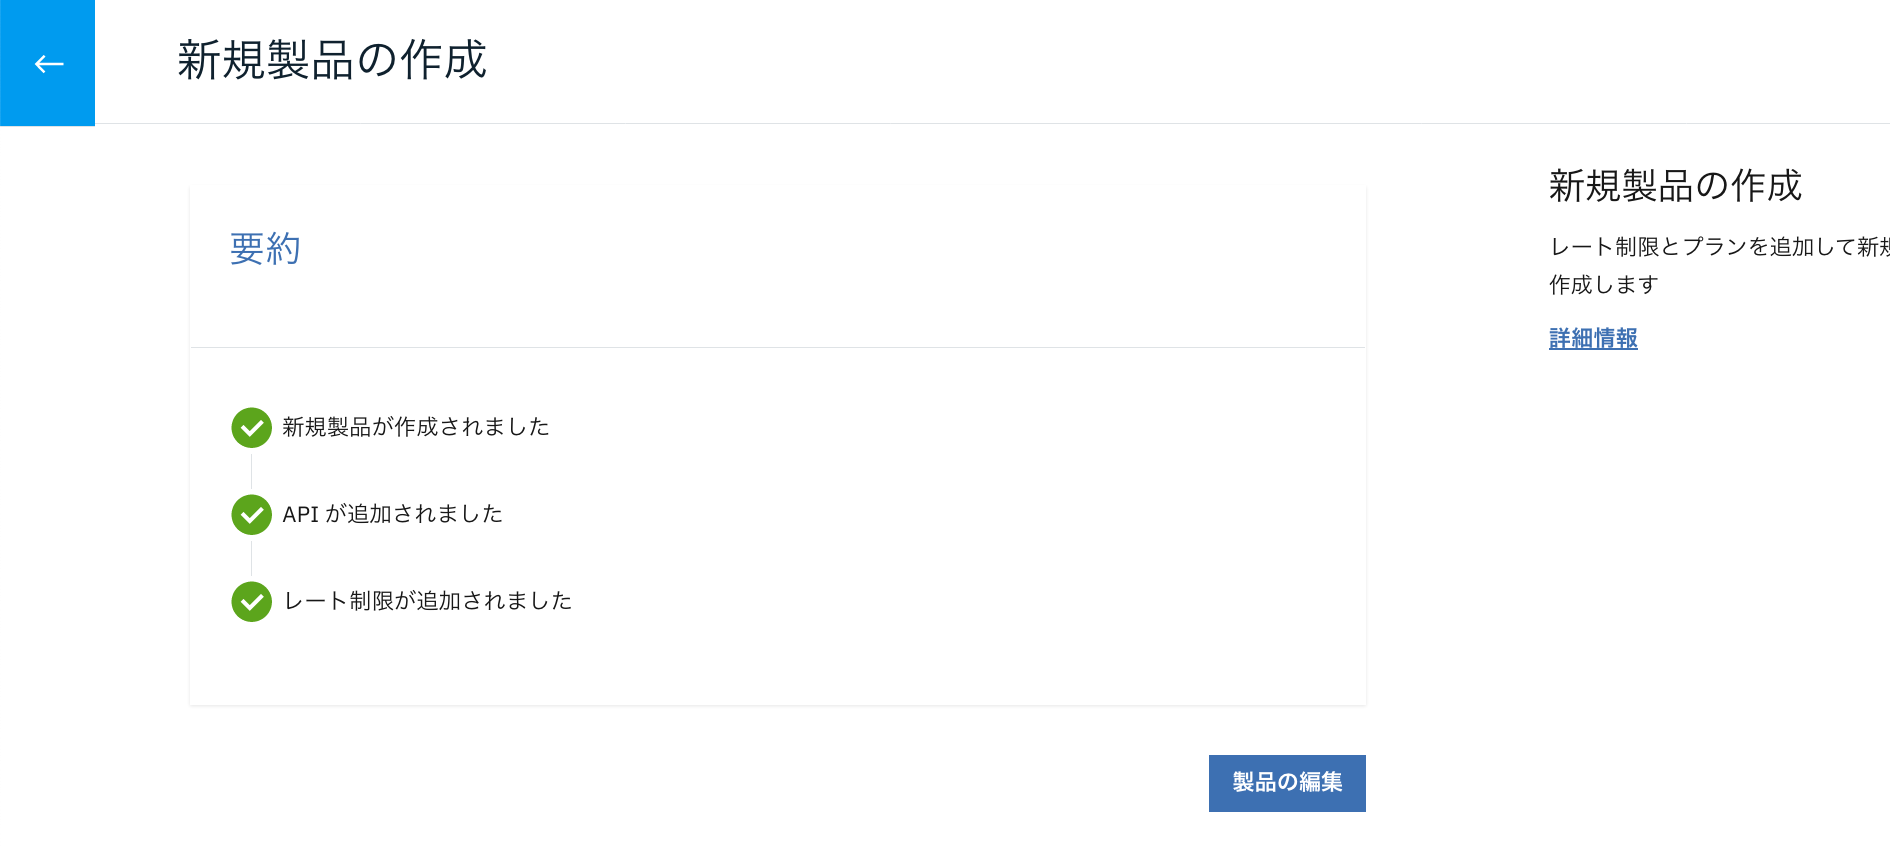 新規製品の作成
要約
新規製品が作成されました
API が追加されました
レート制限が追加されました
製品の編集
新規製品の作成
レート制限とプランを追加して新規
作成します
詳細情報